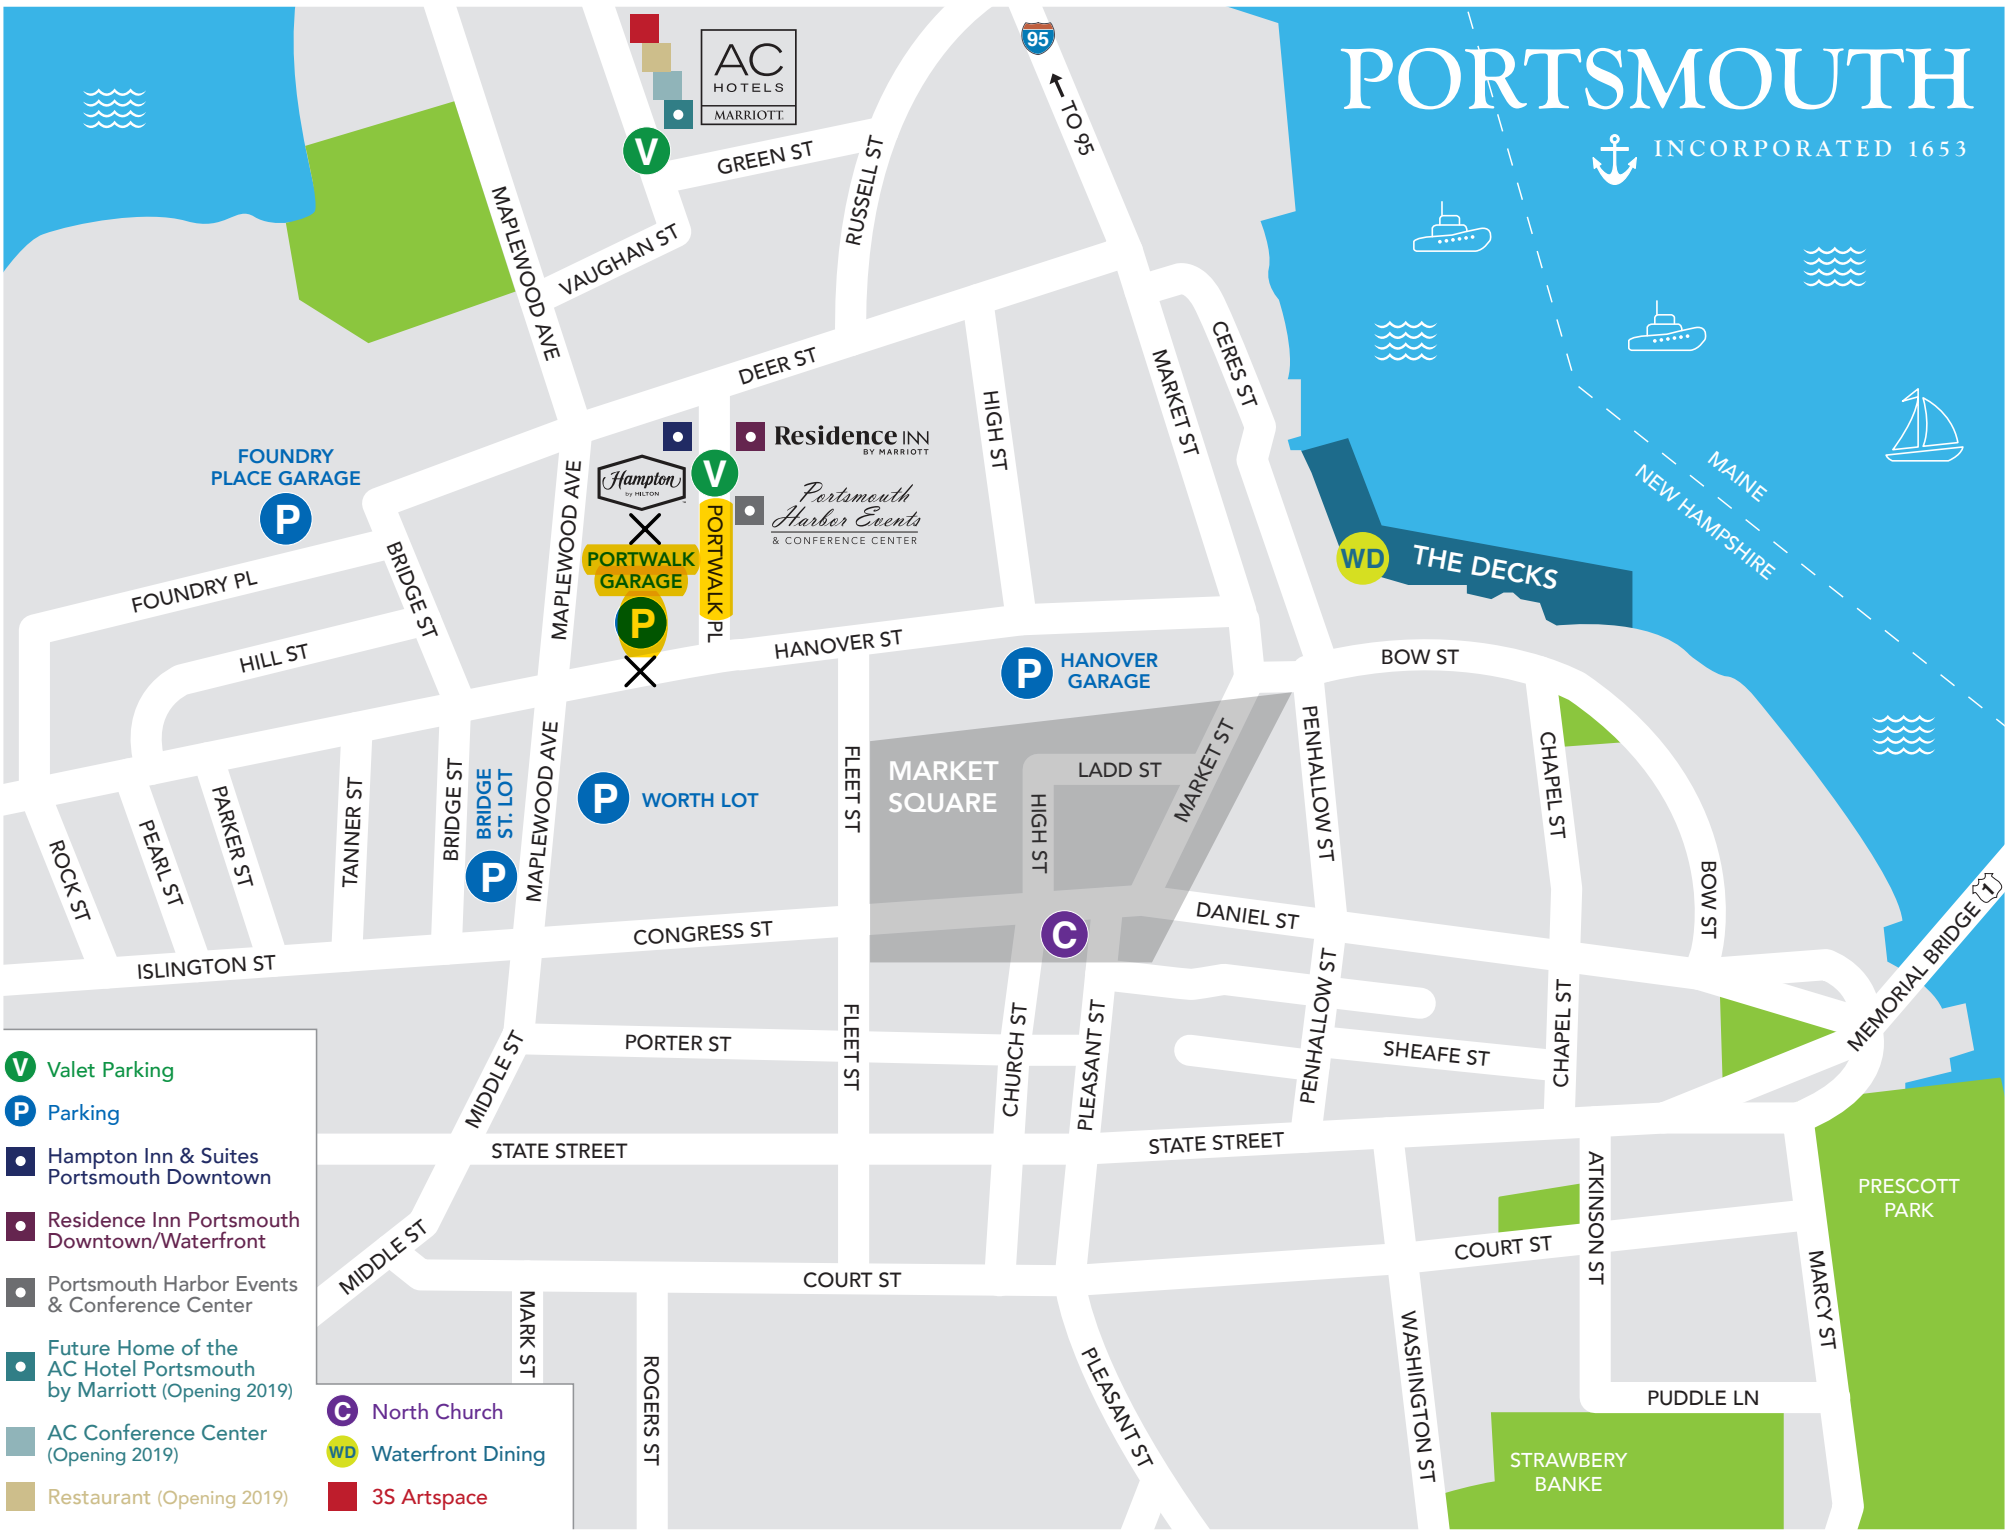 PORTSMOUTH
INCORPORATED 1653
95
TO 95
AC
HOTELS
MARRIOTT
V
GREEN ST
RUSSELL ST
MAPLEWOOD AVE
VAUGHAN ST
DEER ST
CERES ST
MARKET ST
HIGH ST
FOUNDRY
PLACE GARAGE
P
Residence INN
BY MARRIOTT
Hampton
by HILTON
V
Portsmouth
Harbor Events
& CONFERENCE CENTER
PORTWALK
GARAGE
P
PORTWALK PL
MAPLEWOOD AVE
BRIDGE ST
FOUNDRY PL
HILL ST
HANOVER ST
MAINE
NEW HAMPSHIRE
WD
THE DECKS
P
HANOVER
GARAGE
BOW ST
MARKET
SQUARE
LADD ST
MARKET ST
HIGH ST
PENHALLOW ST
CHAPEL ST
BOW ST
FLEET ST
P
WORTH LOT
BRIDGE
ST. LOT
P
MAPLEWOOD AVE
BRIDGE ST
TANNER ST
PARKER ST
PEARL ST
ROCK ST
ISLINGTON ST
CONGRESS ST
C
DANIEL ST
MEMORIAL BRIDGE
1
PENHALLOW ST
CHAPEL ST
SHEAFE ST
PLEASANT ST
CHURCH ST
FLEET ST
PORTER ST
MIDDLE ST
STATE STREET
STATE STREET
MIDDLE ST
COURT ST
COURT ST
ATKINSON ST
PRESCOTT
PARK
MARCY ST
MARK ST
ROGERS ST
PLEASANT ST
WASHINGTON ST
PUDDLE LN
STRAWBERY
BANKE
V Valet Parking
P Parking
Hampton Inn & Suites
Portsmouth Downtown
Residence Inn Portsmouth
Downtown/Waterfront
Portsmouth Harbor Events
& Conference Center
Future Home of the
AC Hotel Portsmouth
by Marriott (Opening 2019)
AC Conference Center
(Opening 2019)
Restaurant (Opening 2019)
C North Church
WD Waterfront Dining
3S Artspace